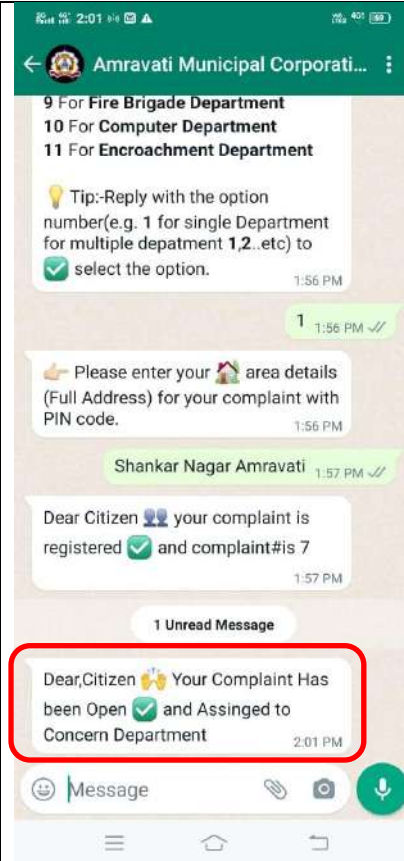 2:01
Amravati Municipal Corporati...
9 For Fire Brigade Department
10 For Computer Department
11 For Encroachment Department
Tip:-Reply with the option
number(e.g. 1 for single Department
for multiple depatment 1,2..etc) to
select the option.
1:56 PM
1 1:56 PM
Please enter your area details
(Full Address) for your complaint with
PIN code.
1:56 PM
Shankar Nagar Amravati 1:57 PM
Dear Citizen your complaint is
registered and complaint#is 7
1:57 PM
1 Unread Message
Dear,Citizen Your Complaint Has
been Open and Assinged to
Concern Department
2:01 PM
Message